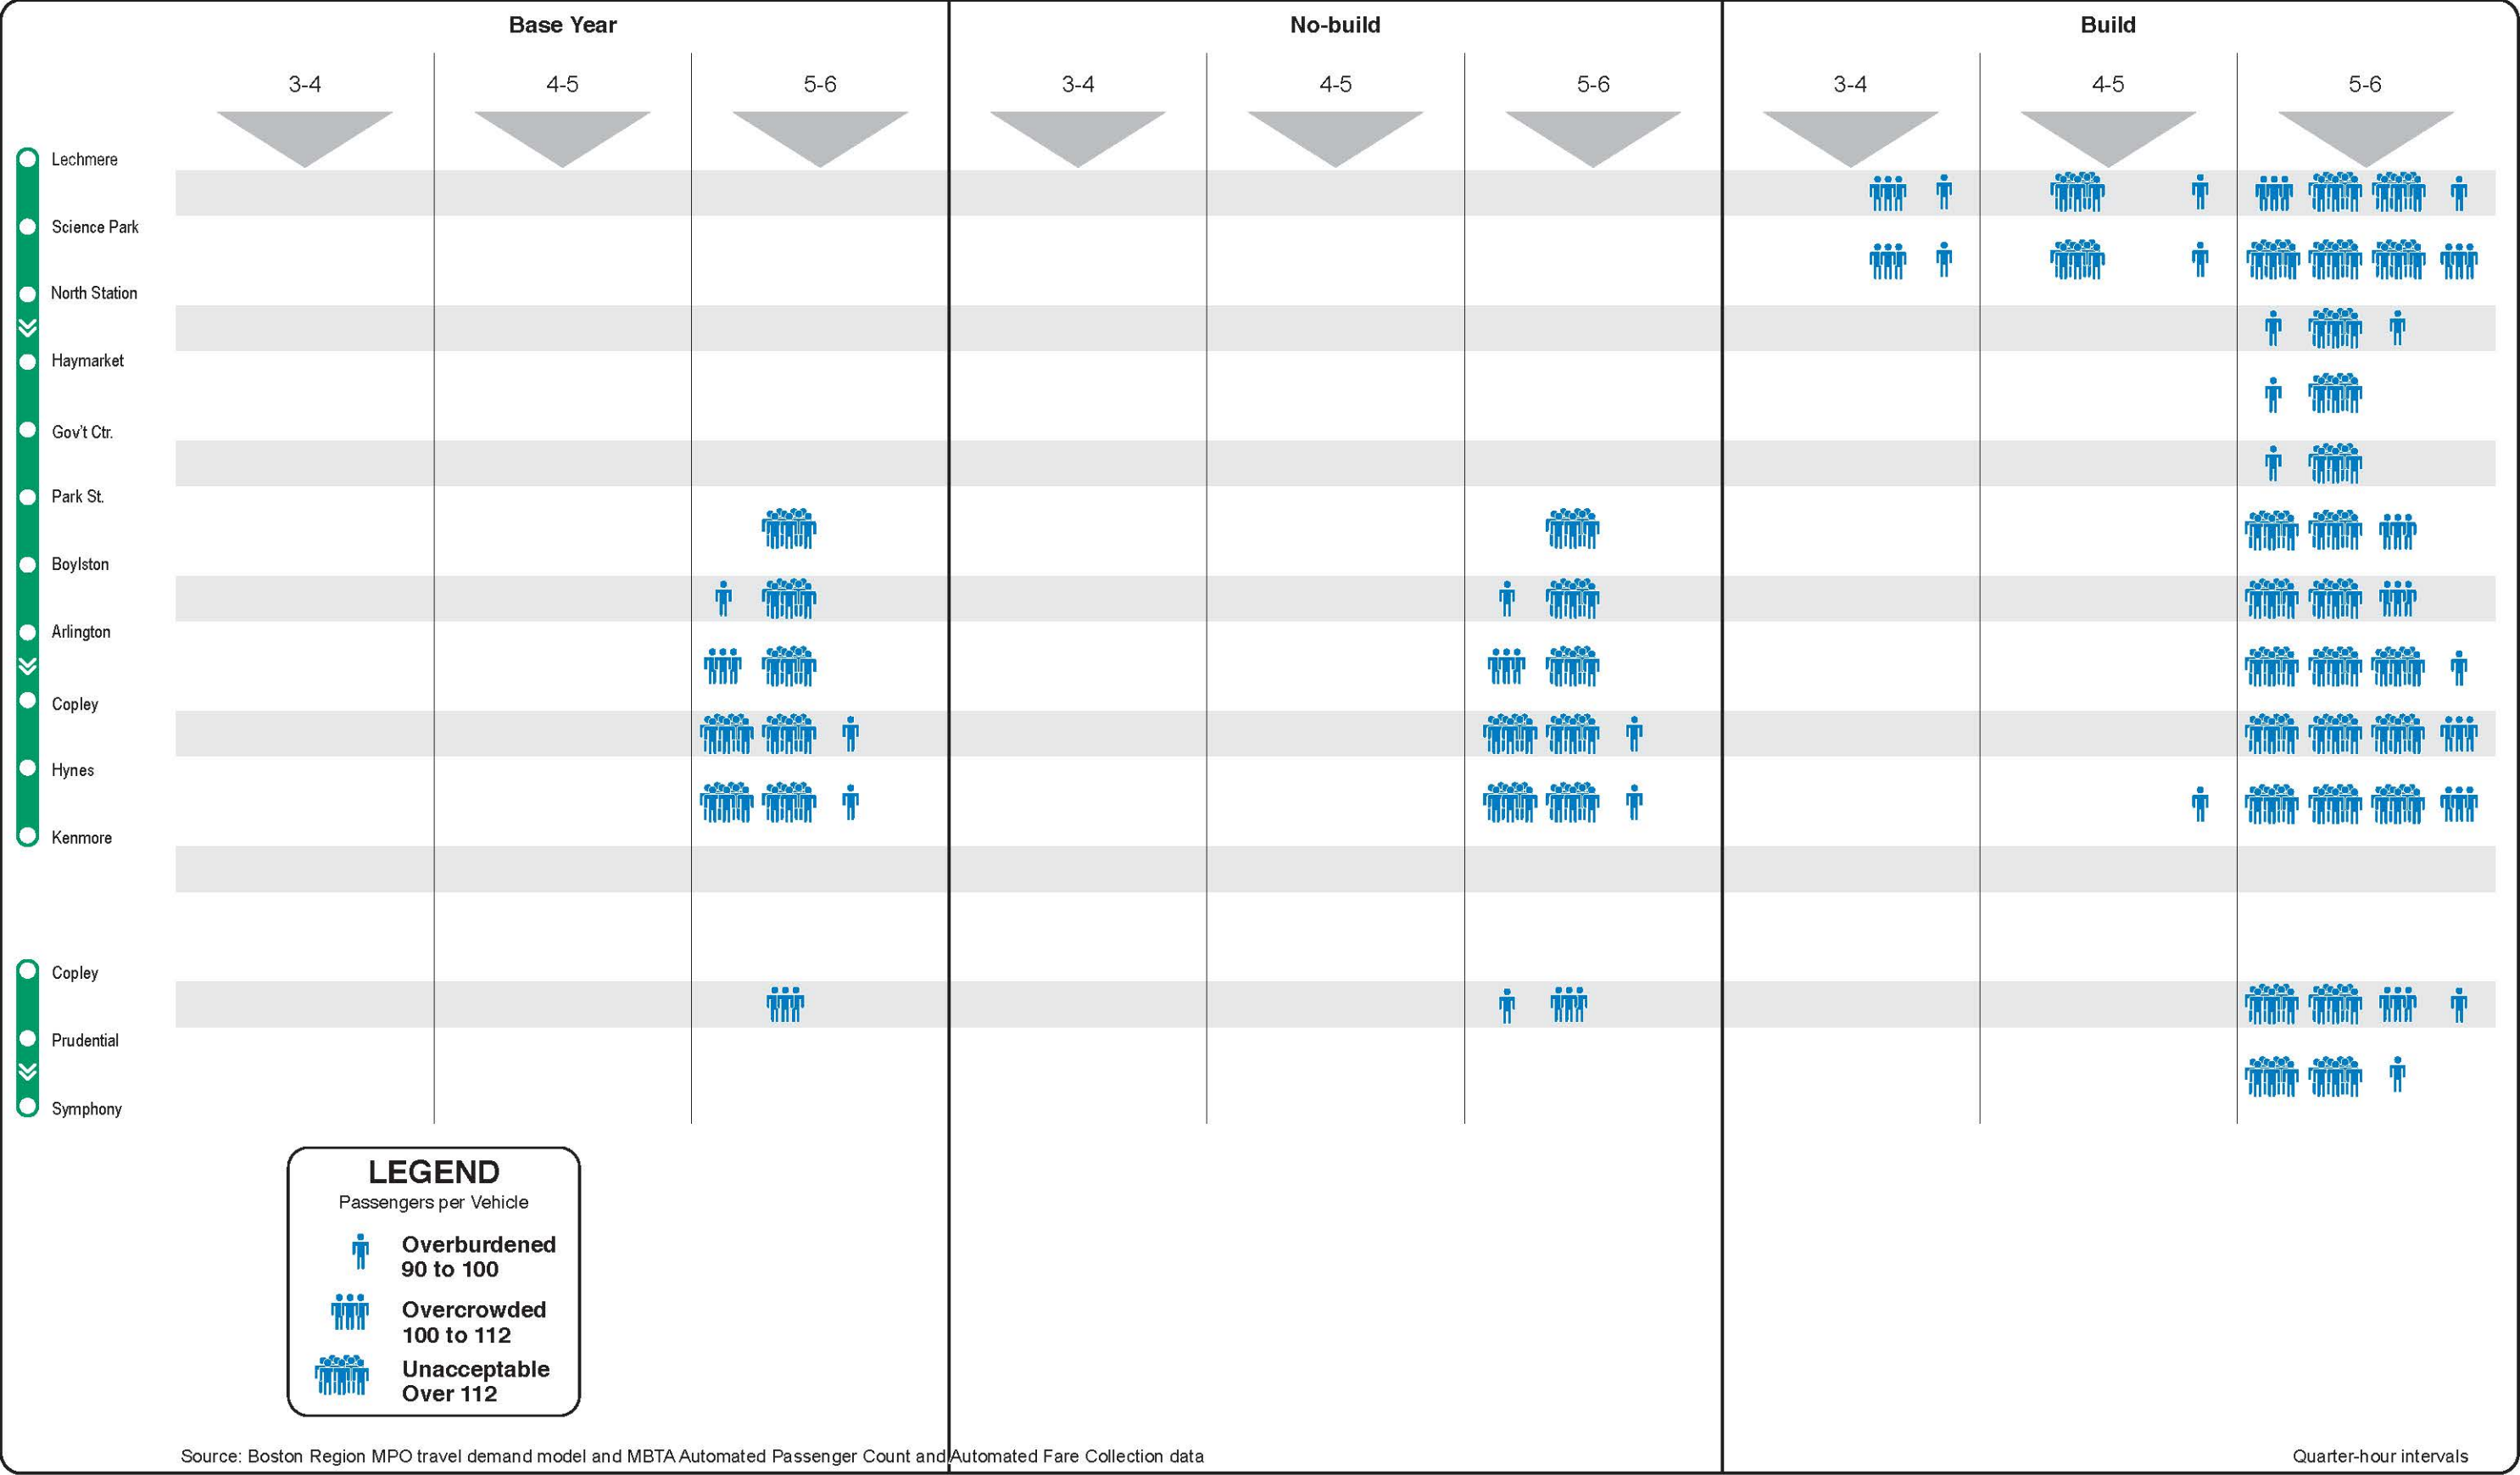 Base Year
No-build
Build
3-4
4-5
5-6
3-4
4-5
5-6
3-4
4-5
5-6
Lechmere
Science Park
North Station
Haymarket
Gov't Ctr.
Park St.
Boylston
Arlington
Copley
Hynes
Kenmore
Copley
Prudential
Symphony
LEGEND
Passengers per Vehicle
Overburdened
90 to 100
Overcrowded
100 to 112
Unacceptable
Over 112
Source: Boston Region MPO travel demand model and MBTA Automated Passenger Count and Automated Fare Collection data
Quarter-hour intervals